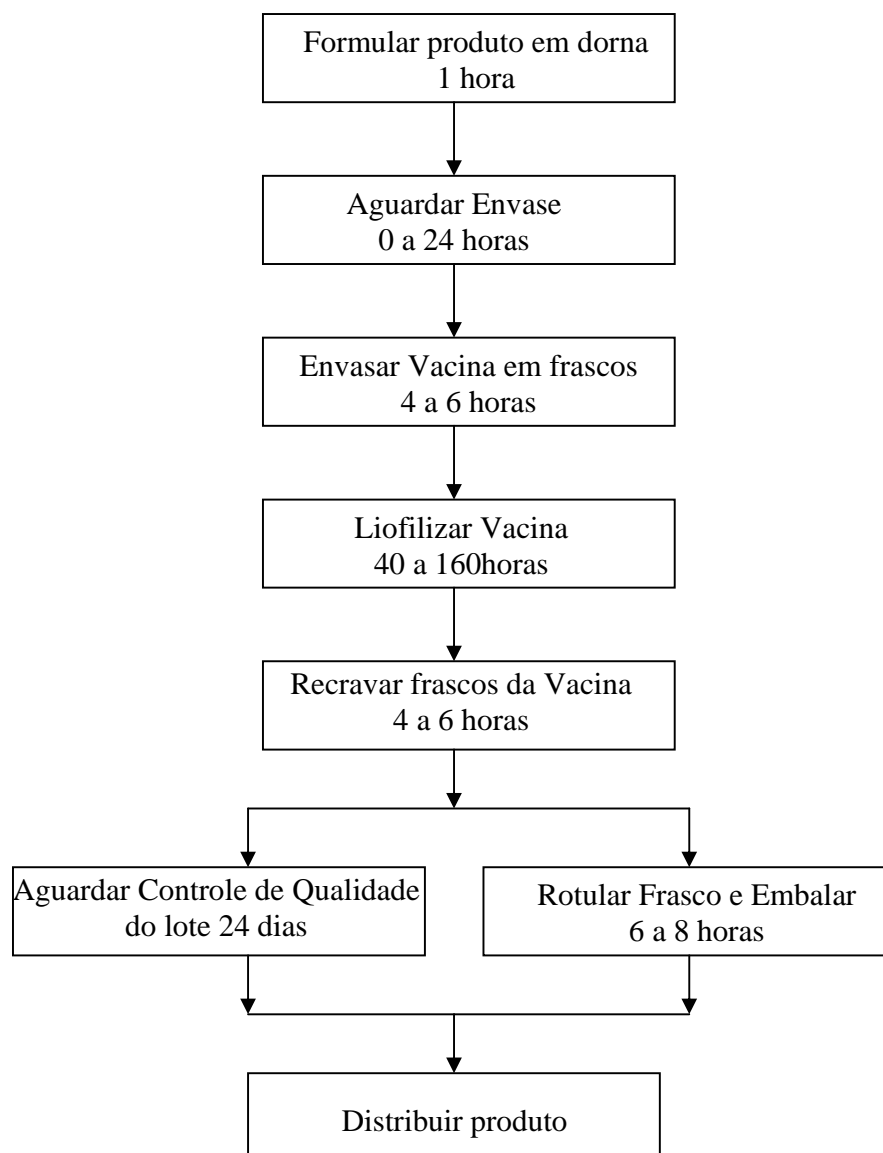 Formular produto em dorna
1 hora
Aguardar Envase
0 a 24 horas
Envasar Vacina em frascos
4 a 6 horas
Liofilizar Vacina
40 a 160horas
Recravar frascos da Vacina
4 a 6 horas
Aguardar Controle de Qualidade
do lote 24 dias
Rotular Frasco e Embalar
6 a 8 horas
Distribuir produto